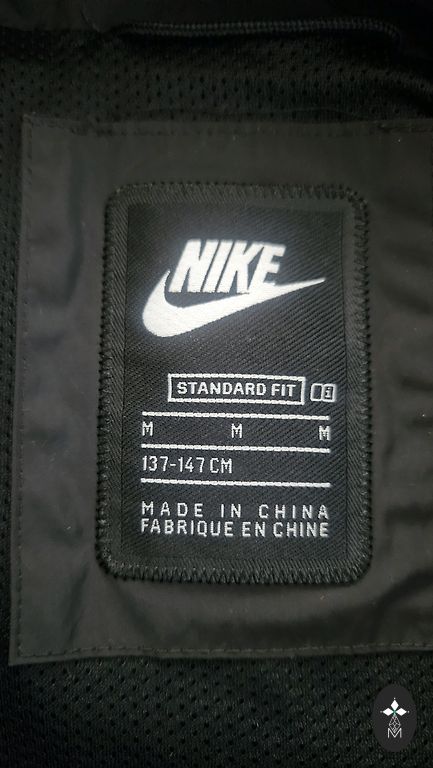 NIKE
STANDARD FIT
M M M
137-147 CM
MADE IN CHINA
FABRIQUE EN CHINE
M